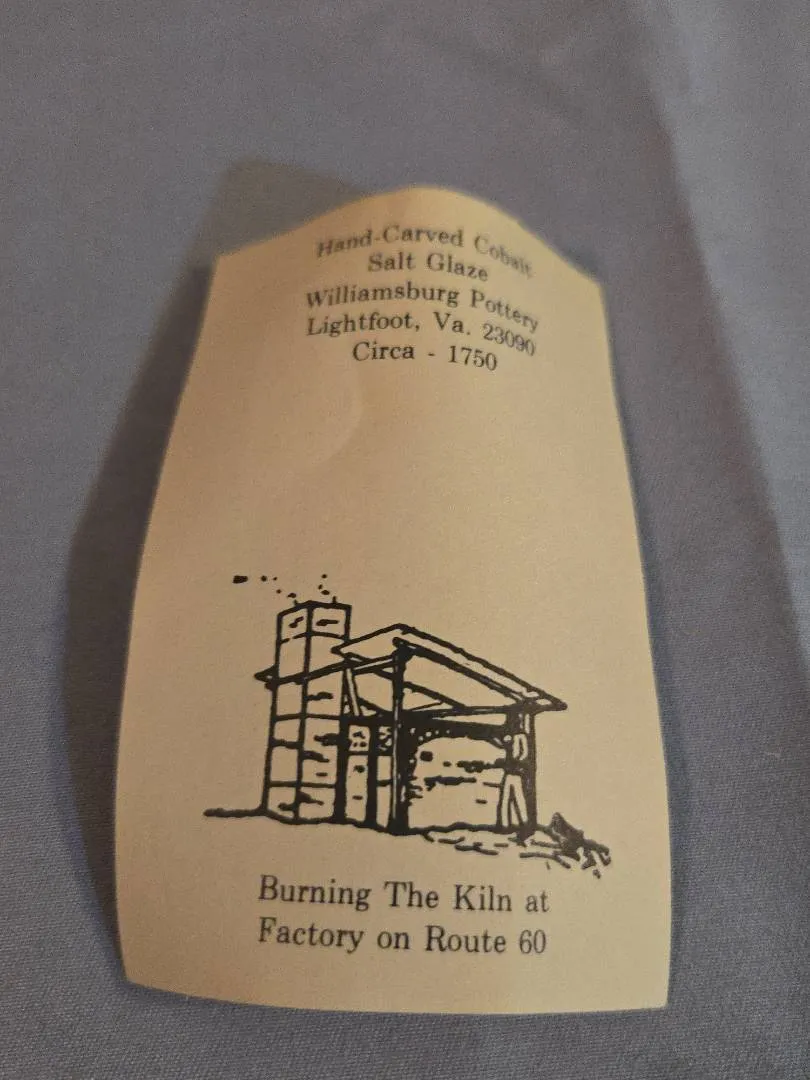 Hand-Carved Cobalt
Salt Glaze
Williamsburg Pottery
Lightfoot, Va. 23090
Circa - 1750
Burning The Kiln at
Factory on Route 60